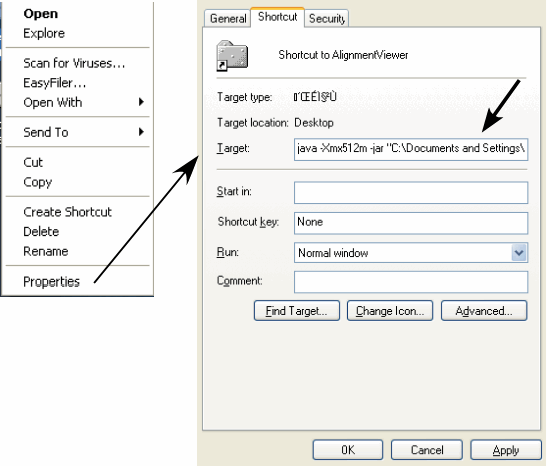 Open
Explore
Scan for Viruses...
EasyFiler...
Open With
Send To
Cut
Copy
Create Shortcut
Delete
Rename
Properties
General Shortcut Security
Shortcut to AlignmentViewer
Target type:
Target location: Desktop
Target: java -Xmx512m -jar "C:\Documents and Settings\
Start in:
Shortcut key: None
Run: Normal window
Comment:
Find Target... Change Icon... Advanced...
OK Cancel Apply